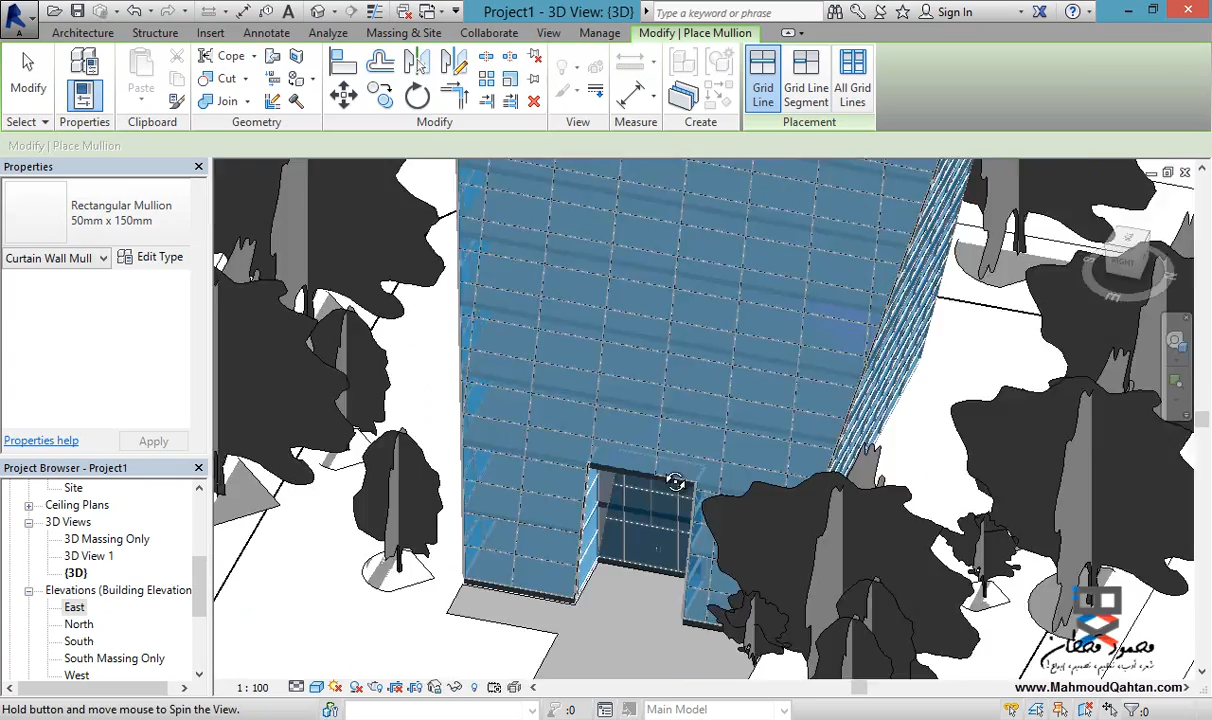 Project1 - 3D View: {3D}
Type a keyword or phrase
Sign In
Architecture Structure Insert Annotate Analyze Massing & Site Collaborate View Manage Modify | Place Mullion
Modify
Properties
Paste
Cope
Cut
Join
Grid Line
Grid Line Segment
All Grid Lines
Select Properties Clipboard Geometry Modify View Measure Create Placement
Modify | Place Mullion
Properties
Rectangular Mullion
50mm x 150mm
Curtain Wall Mull
Edit Type
Properties help
Apply
Project Browser - Project1
Site
Ceiling Plans
3D Views
3D Massing Only
3D View 1
{3D}
Elevations (Building Elevation
East
North
South
South Massing Only
West
RIGHT
محمود قحطان
www.MahmoudQahtan.com
1 : 100
Hold button and move mouse to Spin the View.
:0
Main Model
:0